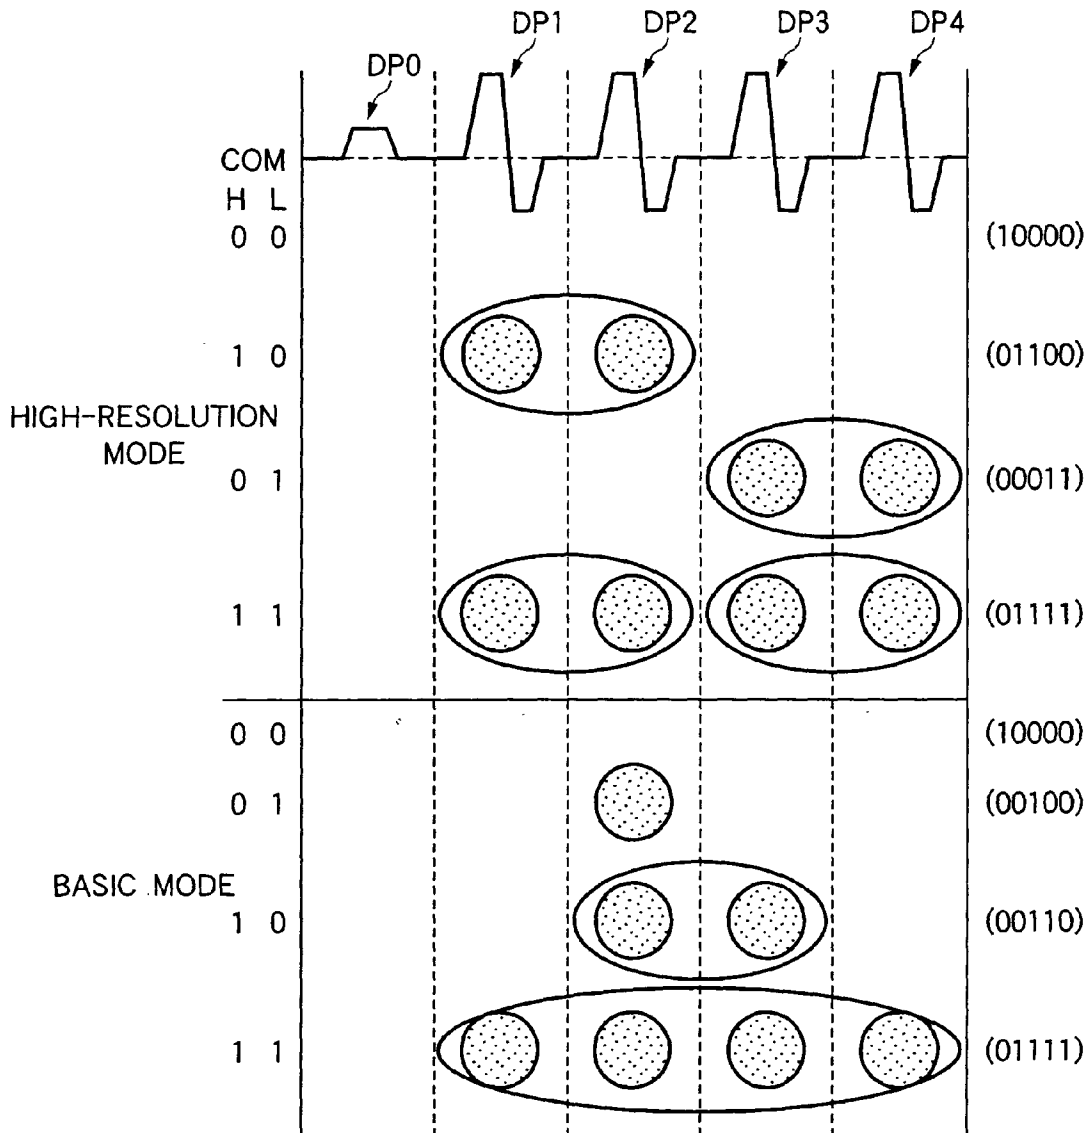 DP1 DP2 DP3 DP4
DP0
COM
H L
0 0 (10000)
1 0 (01100)
HIGH-RESOLUTION
MODE
0 1 (00011)
1 1 (01111)
0 0 (10000)
0 1 (00100)
BASIC MODE
1 0 (00110)
1 1 (01111)